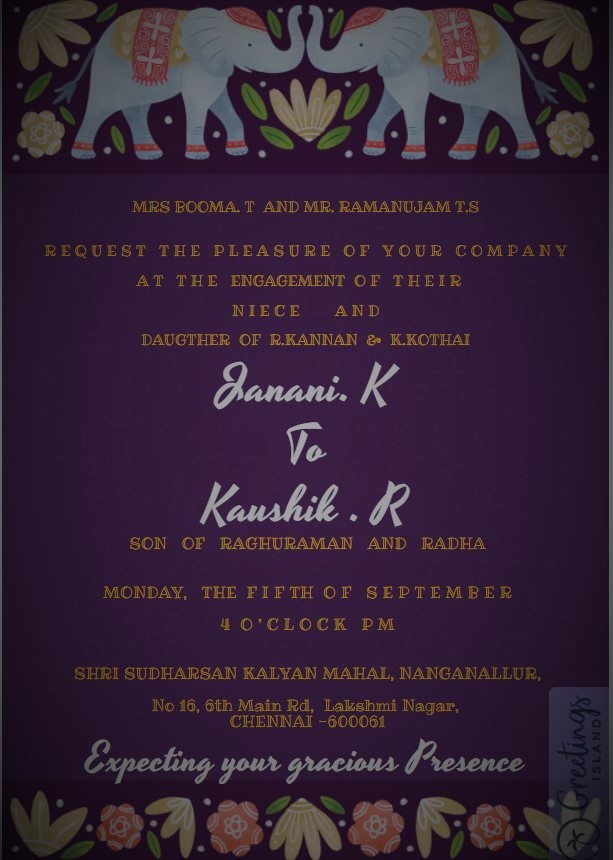 MRS BOOMA. T AND MR. RAMANUJAM T.S
REQUEST THE PLEASURE OF YOUR COMPANY
AT THE ENGAGEMENT OF THEIR
NIECE AND
DAUGTHER OF R.KANNAN & K.KOTHAI
Janani. K
To
Kaushik . R
SON OF RAGHURAMAN AND RADHA
MONDAY, THE FIFTH OF SEPTEMBER
4 O'CLOCK PM
SHRI SUDHARSAN KALYAN MAHAL, NANGANALLUR,
No 16, 6th Main Rd, Lakshmi Nagar,
CHENNAI -600061
Expecting your gracious Presence
Greetings
ISLAND